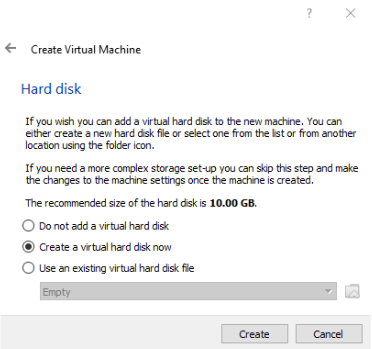 ?
Create Virtual Machine
Hard disk
If you wish you can add a virtual hard disk to the new machine. You can
either create a new hard disk file or select one from the list or from another
location using the folder icon.
If you need a more complex storage set-up you can skip this step and make
the changes to the machine settings once the machine is created.
The recommended size of the hard disk is 10.00 GB.
Do not add a virtual hard disk
Create a virtual hard disk now
Use an existing virtual hard disk file
Empty
Create Cancel